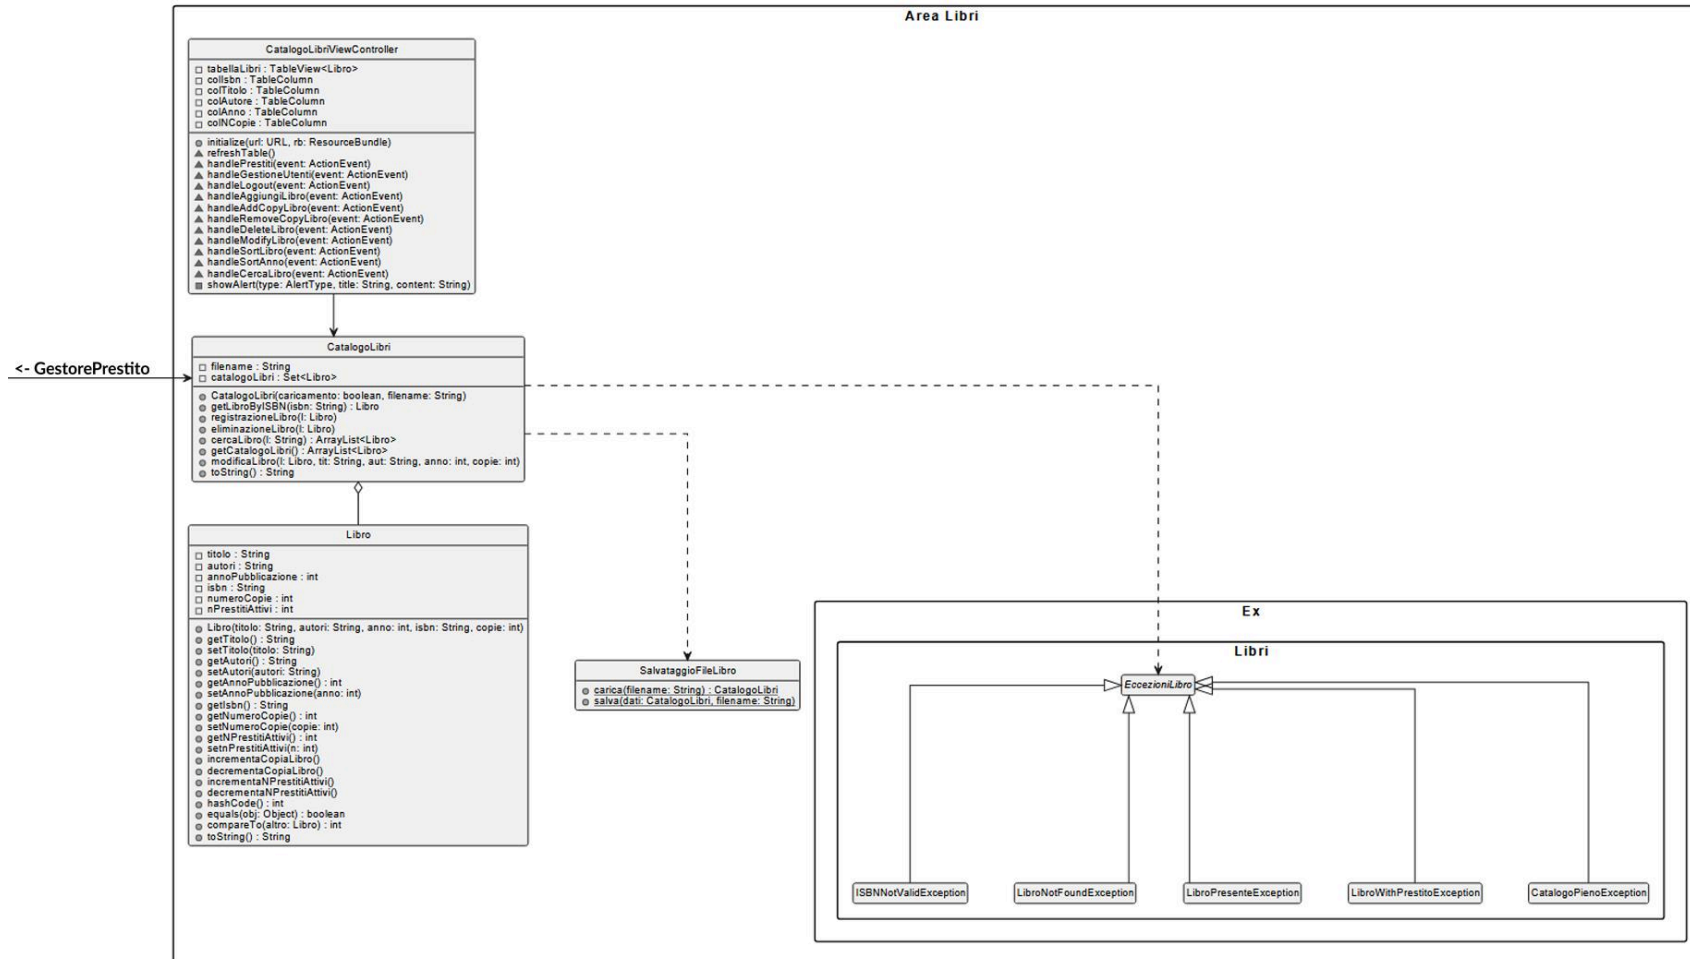 Area Libri
CatalogoLibriViewController
tabellaLibri : TableView<Libro>
colIsbn : TableColumn
colTitolo : TableColumn
colAutore : TableColumn
colAnno : TableColumn
colNCopie : TableColumn
initialize(url: URL, rb: ResourceBundle)
refreshTable()
handlePrestiti(event: ActionEvent)
handleGestioneUtenti(event: ActionEvent)
handleLogout(event: ActionEvent)
handleAggiungiLibro(event: ActionEvent)
handleAddCopyLibro(event: ActionEvent)
handleRemoveCopyLibro(event: ActionEvent)
handleDeleteLibro(event: ActionEvent)
handleModifyLibro(event: ActionEvent)
handleSortLibro(event: ActionEvent)
handleSortAnno(event: ActionEvent)
handleCercaLibro(event: ActionEvent)
showAlert(type: AlertType, title: String, content: String)
<- GestorePrestito
CatalogoLibri
filename : String
catalogoLibri : Set<Libro>
CatalogoLibri(caricamento: boolean, filename: String)
getLibroByISBN(isbn: String) : Libro
registrazioneLibro(l: Libro)
eliminazioneLibro(l: Libro)
cercaLibro(l: String) : ArrayList<Libro>
getCatalogoLibri() : ArrayList<Libro>
modificaLibro(l: Libro, tit: String, aut: String, anno: int, copie: int)
toString() : String
Libro
titolo : String
autori : String
annoPubblicazione : int
isbn : String
numeroCopie : int
nPrestitiAttivi : int
Libro(titolo: String, autori: String, anno: int, isbn: String, copie: int)
getTitolo() : String
setTitolo(titolo: String)
getAutori() : String
setAutori(autori: String)
getAnnoPubblicazione() : int
setAnnoPubblicazione(anno: int)
getIsbn() : String
getNumeroCopie() : int
setNumeroCopie(copie: int)
getNPrestitiAttivi() : int
setnPrestitiAttivi(n: int)
incrementaCopiaLibro()
decrementaCopiaLibro()
incrementaNPrestitiAttivi()
decrementaNPrestitiAttivi()
hashCode() : int
equals(obj: Object) : boolean
compareTo(altro: Libro) : int
toString() : String
SalvataggioFileLibro
carica(filename: String) : CatalogoLibri
salva(dati: CatalogoLibri, filename: String)
Ex
Libri
EccezioniLibro
ISBNNotValidException
LibroNotFoundException
LibroPresenteException
LibroWithPrestitoException
CatalogoPienoException